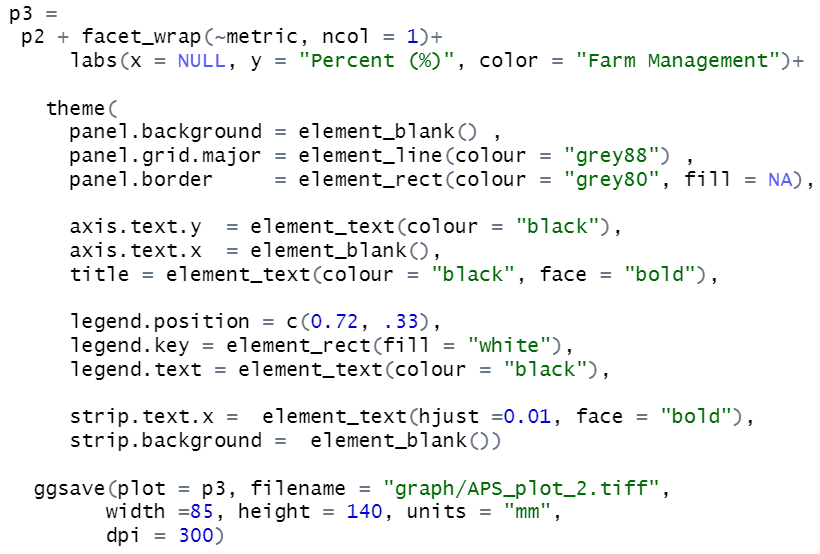 p3 =
p2 + facet_wrap(~metric, ncol = 1)+
labs(x = NULL, y = "Percent (%)", color = "Farm Management")+
theme(
panel.background = element_blank() ,
panel.grid.major = element_line(colour = "grey88") ,
panel.border     = element_rect(colour = "grey80", fill = NA),
axis.text.y  = element_text(colour = "black"),
axis.text.x  = element_blank(),
title = element_text(colour = "black", face = "bold"),
legend.position = c(0.72, .33),
legend.key = element_rect(fill = "white"),
legend.text = element_text(colour = "black"),
strip.text.x =  element_text(hjust =0.01, face = "bold"),
strip.background =  element_blank())
ggsave(plot = p3, filename = "graph/APS_plot_2.tiff",
width =85, height = 140, units = "mm",
dpi = 300)